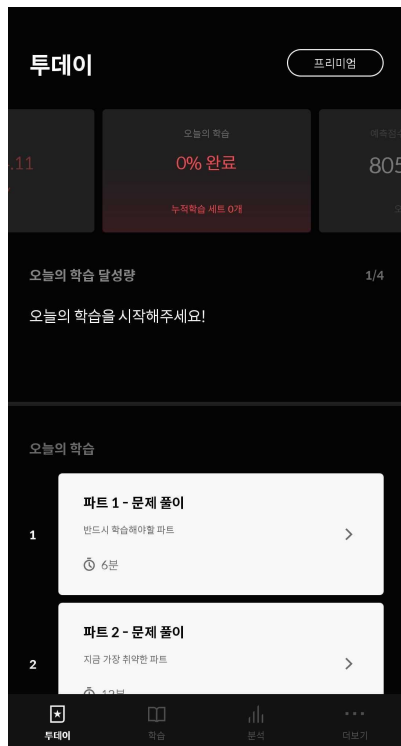 투데이
프리미엄
오늘의 학습
.11
0% 완료
805
누적학습 세트 0개
오늘의 학습 달성량
1/4
오늘의 학습을 시작해주세요!
오늘의 학습
파트 1 - 문제 풀이
반드시 학습해야할 파트
1
6분
파트 2 - 문제 풀이
지금 가장 취약한 파트
2
투데이
학습
분석
더보기